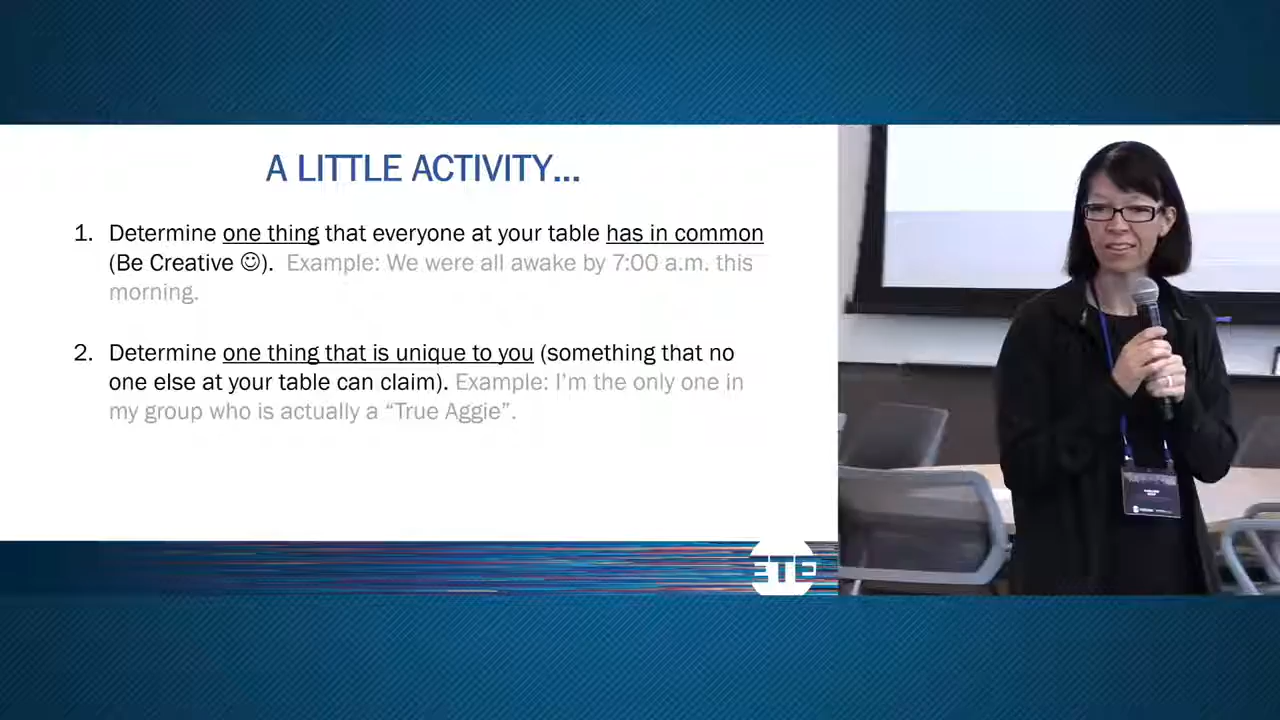 A LITTLE ACTIVITY...
1. Determine one thing that everyone at your table has in common
(Be Creative ☺). Example: We were all awake by 7:00 a.m. this
morning.
2. Determine one thing that is unique to you (something that no
one else at your table can claim). Example: I’m the only one in
my group who is actually a “True Aggie”.
ETE